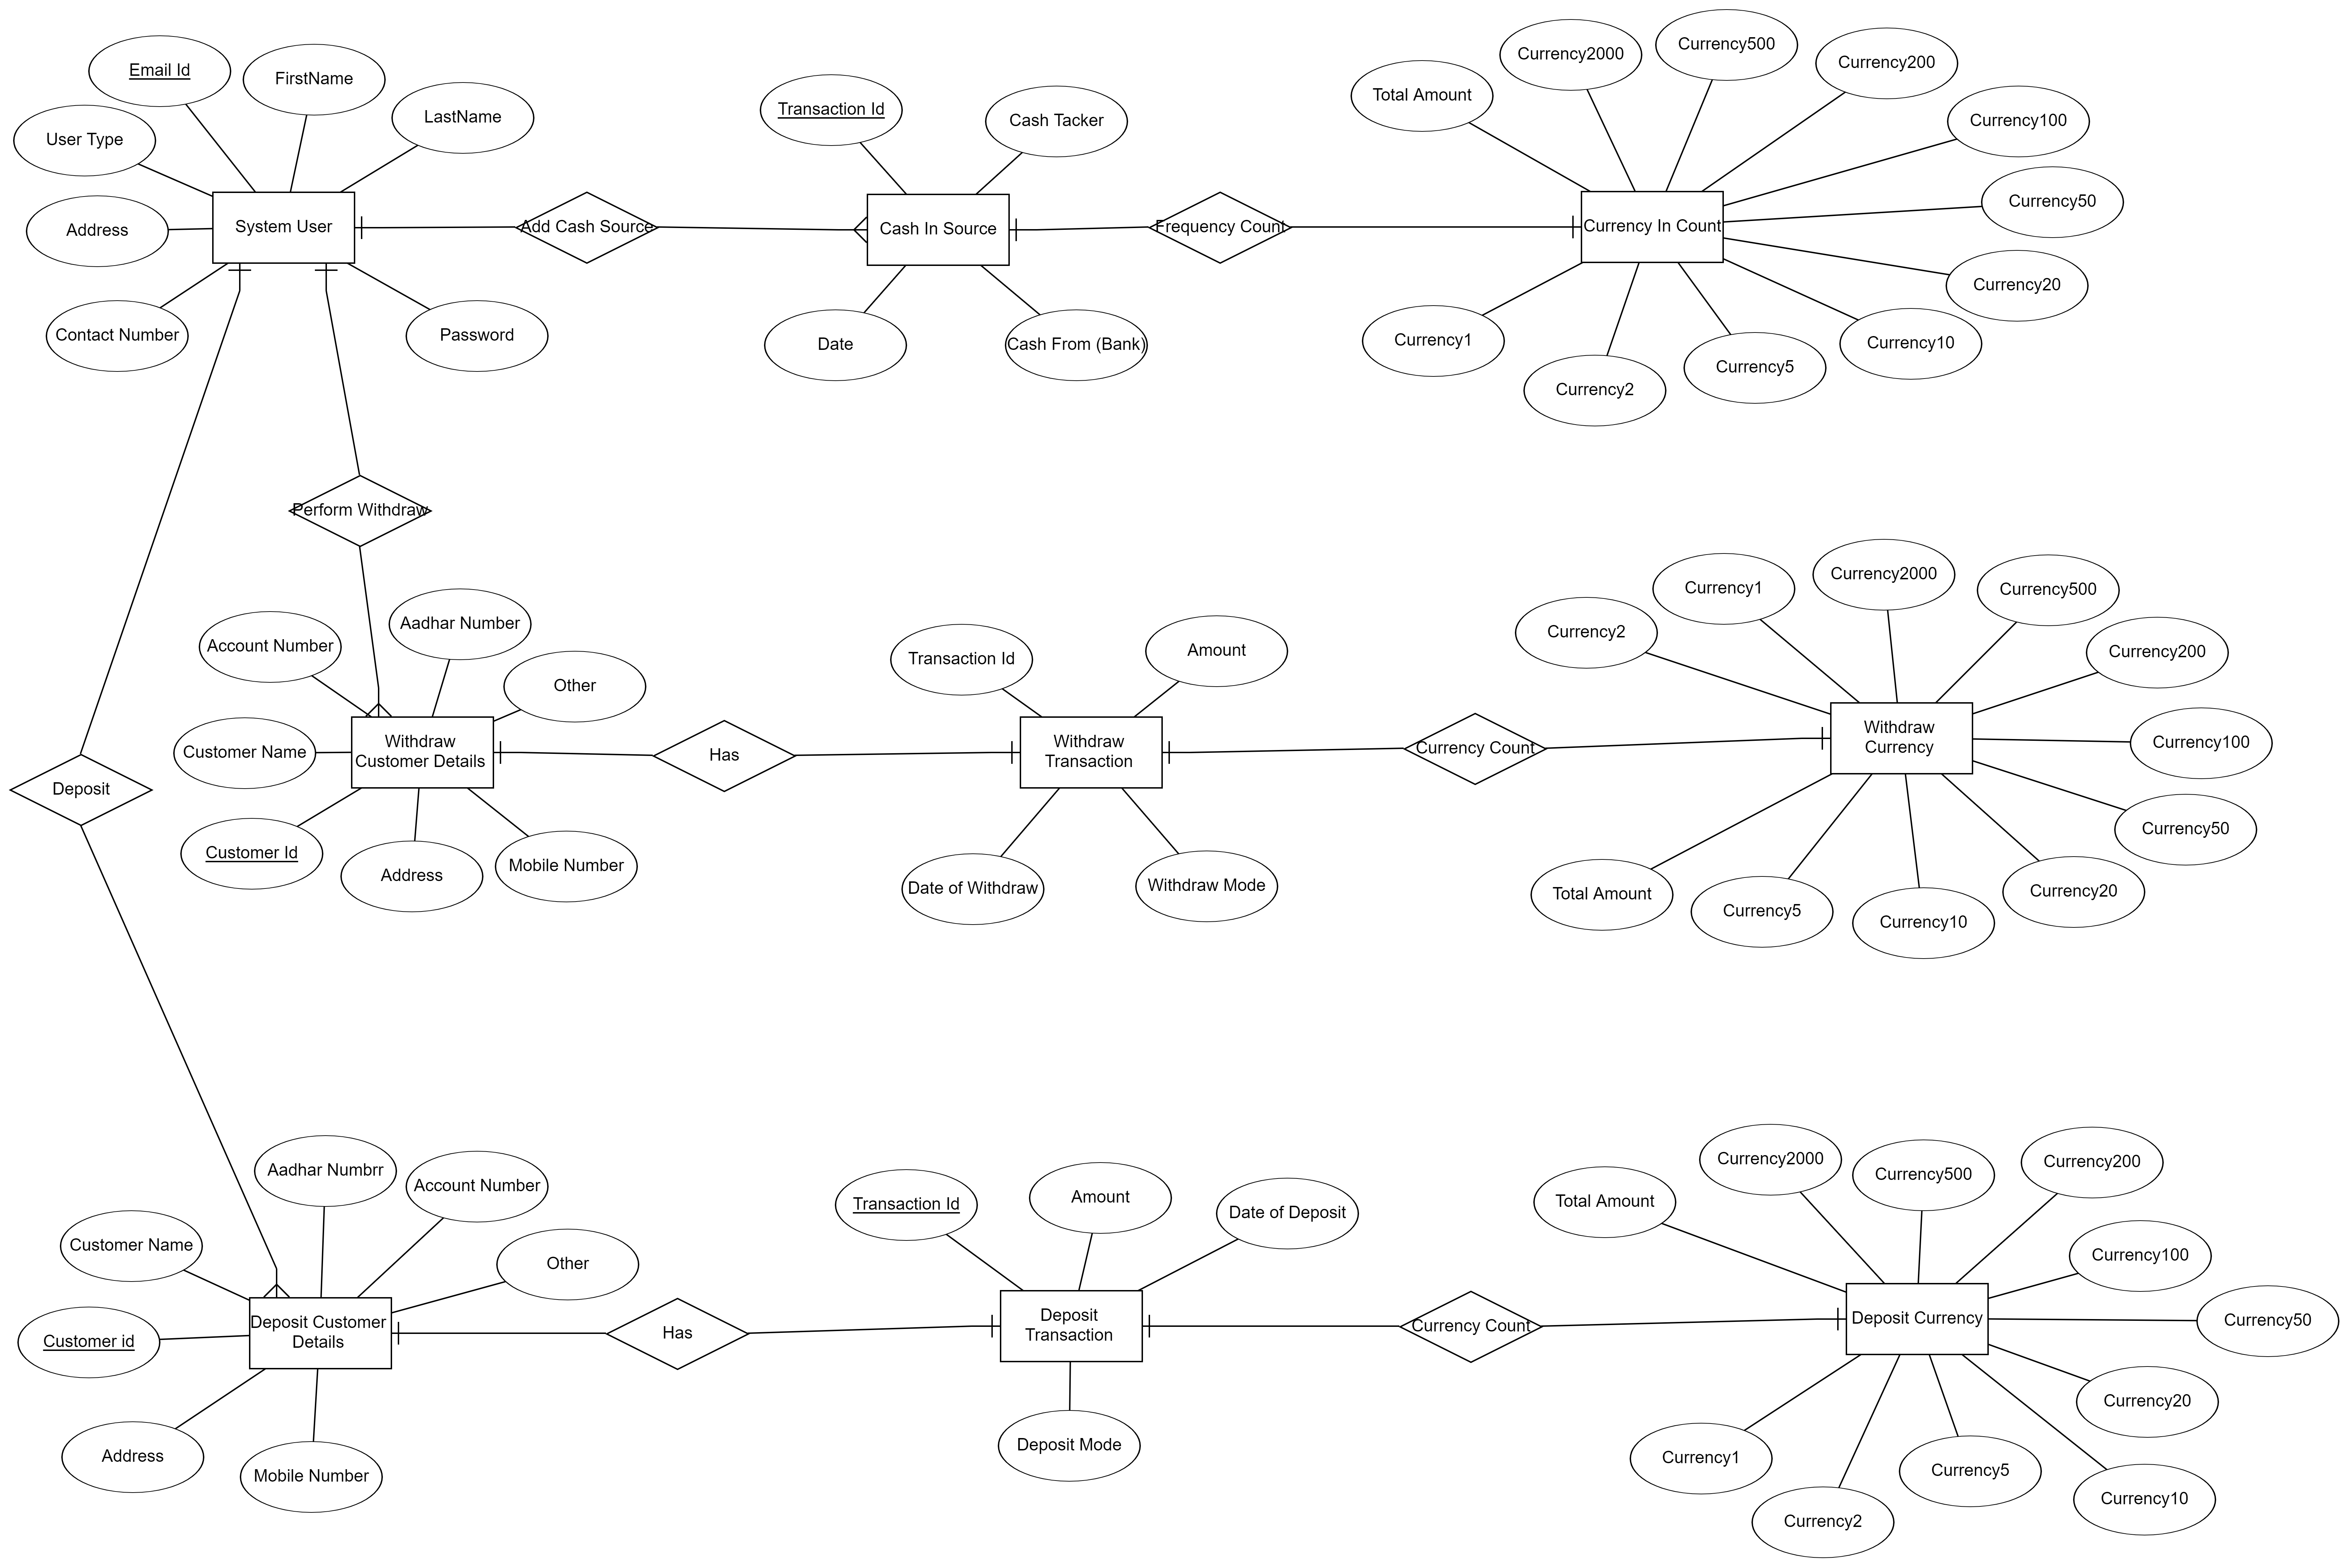 Email Id
FirstName
LastName
User Type
Address
Contact Number
Password
System User
Add Cash Source
Transaction Id
Cash Tacker
Cash In Source
Date
Cash From (Bank)
Frequency Count
Total Amount
Currency2000
Currency500
Currency200
Currency100
Currency50
Currency20
Currency10
Currency5
Currency2
Currency1
Currency In Count
Perform Withdraw
Deposit
Account Number
Aadhar Number
Other
Customer Name
Withdraw
Customer Details
Customer Id
Address
Mobile Number
Has
Transaction Id
Amount
Withdraw
Transaction
Date of Withdraw
Withdraw Mode
Currency Count
Currency2
Currency1
Currency2000
Currency500
Currency200
Currency100
Currency50
Currency20
Currency10
Currency5
Total Amount
Withdraw
Currency
Aadhar Numbrr
Account Number
Customer Name
Other
Customer id
Deposit Customer
Details
Address
Mobile Number
Has
Transaction Id
Amount
Date of Deposit
Deposit
Transaction
Deposit Mode
Currency Count
Total Amount
Currency2000
Currency500
Currency200
Currency100
Currency50
Currency20
Currency10
Currency5
Currency2
Currency1
Deposit Currency